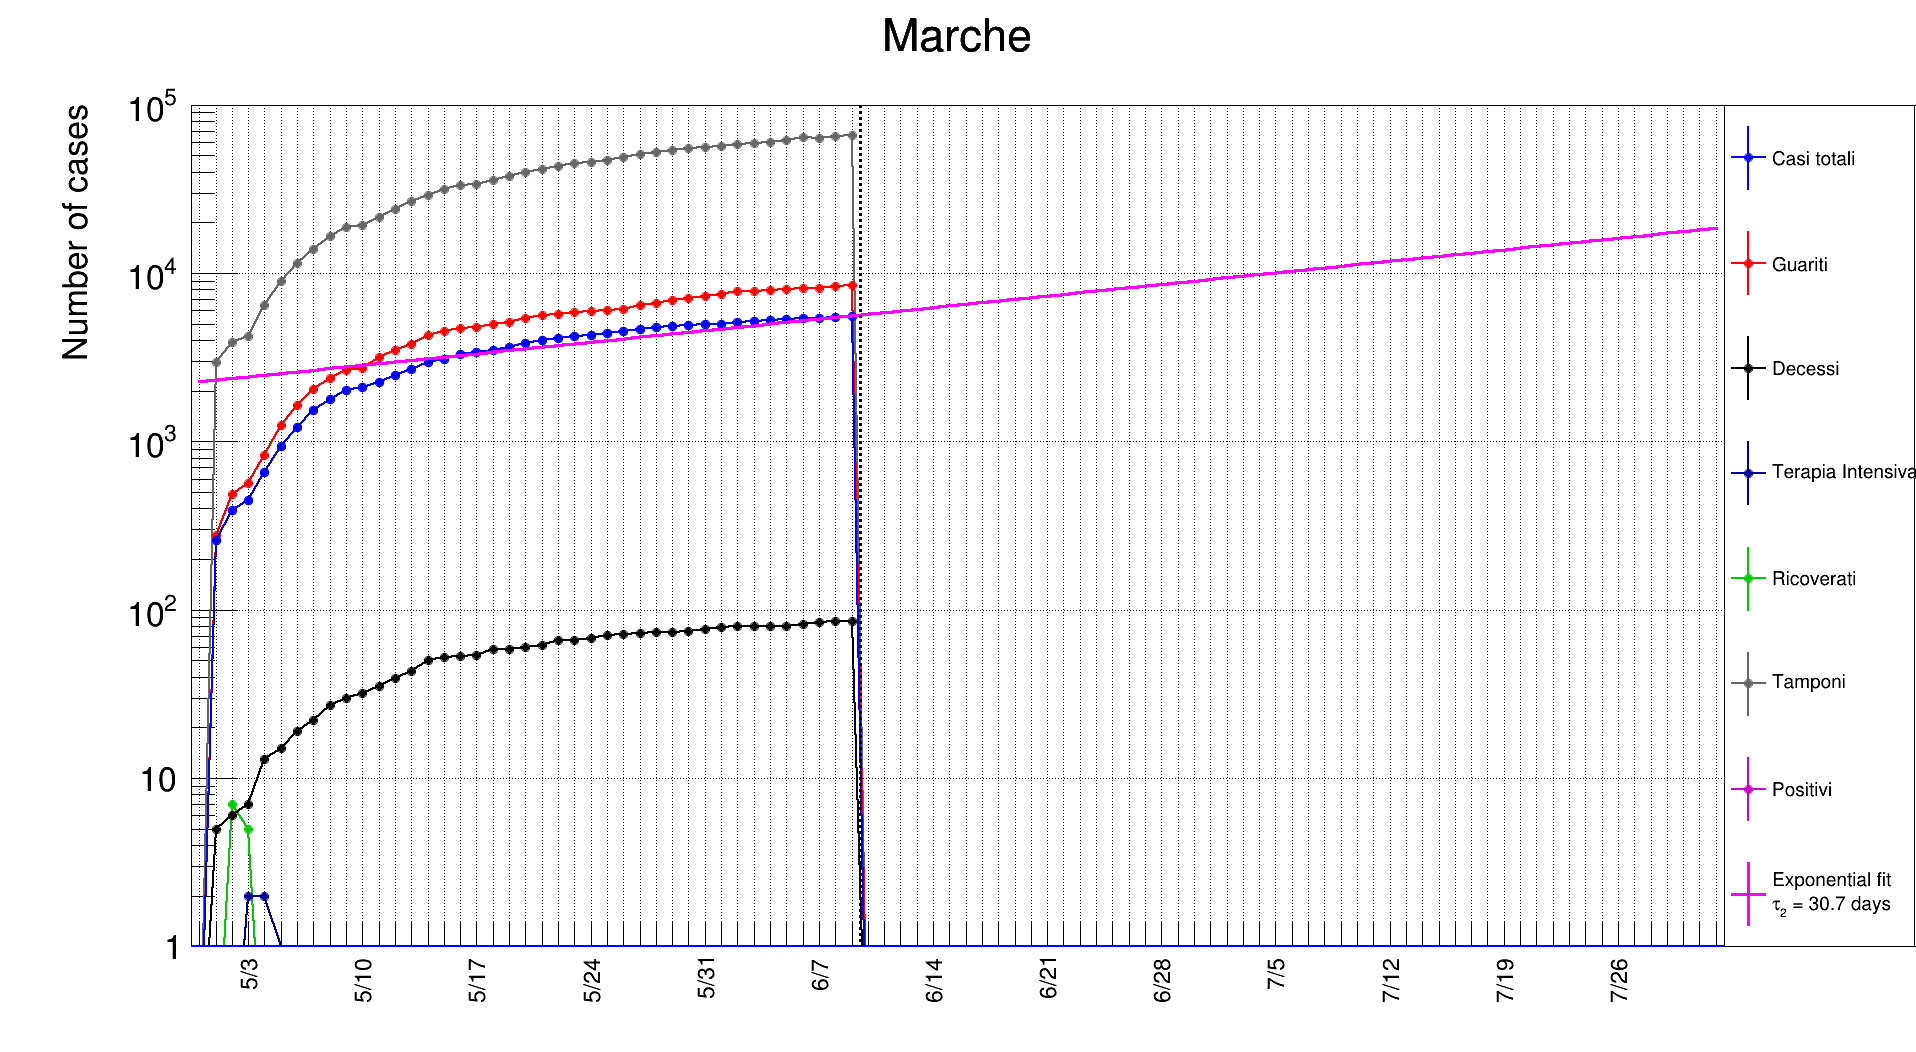 Marche
Number of cases
10^5
10^4
10^3
10^2
10
1
5/3
5/10
5/17
5/24
5/31
6/7
6/14
6/21
6/28
7/5
7/12
7/19
7/26
Casi totali
Guariti
Decessi
Terapia Intensiva
Ricoverati
Tamponi
Positivi
Exponential fit
τ₂ = 30.7 days